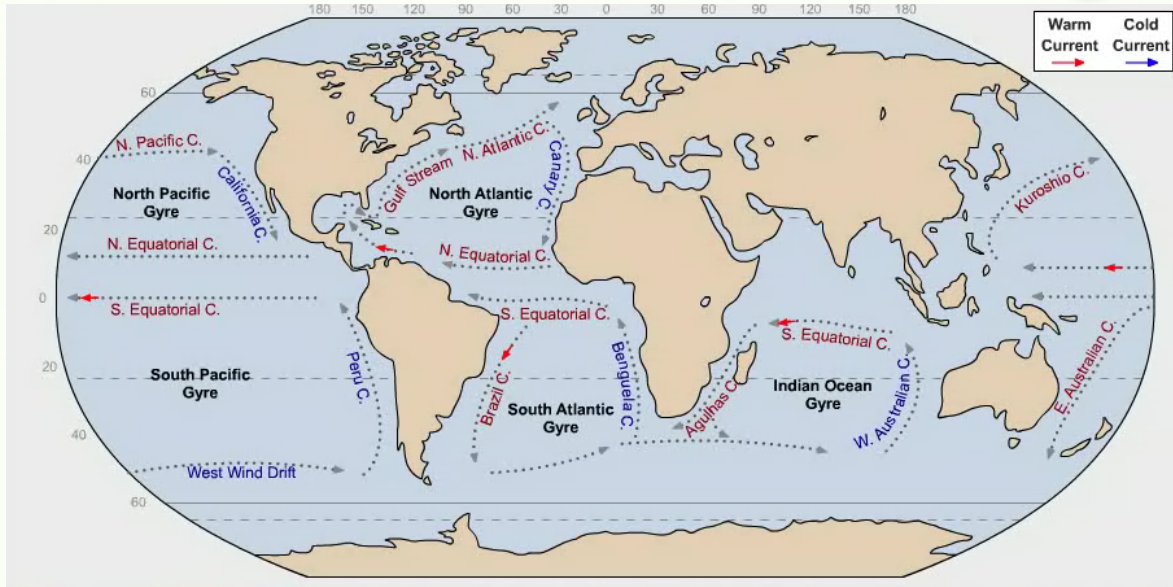 180 150 120 90 60 30 0 30 60 90 120 150 180
Warm Current
Cold Current
60
40
20
0
20
40
60
N. Pacific C.
California C.
North Pacific
Gyre
N. Equatorial C.
S. Equatorial C.
South Pacific
Gyre
Peru C.
West Wind Drift
Gulf Stream
N. Atlantic C.
Canary C.
North Atlantic
Gyre
N. Equatorial C.
S. Equatorial C.
Brazil C.
South Atlantic
Gyre
Benguela C.
Agulhas C.
S. Equatorial C.
Indian Ocean
Gyre
W. Australian C.
Kuroshio C.
E. Australian C.